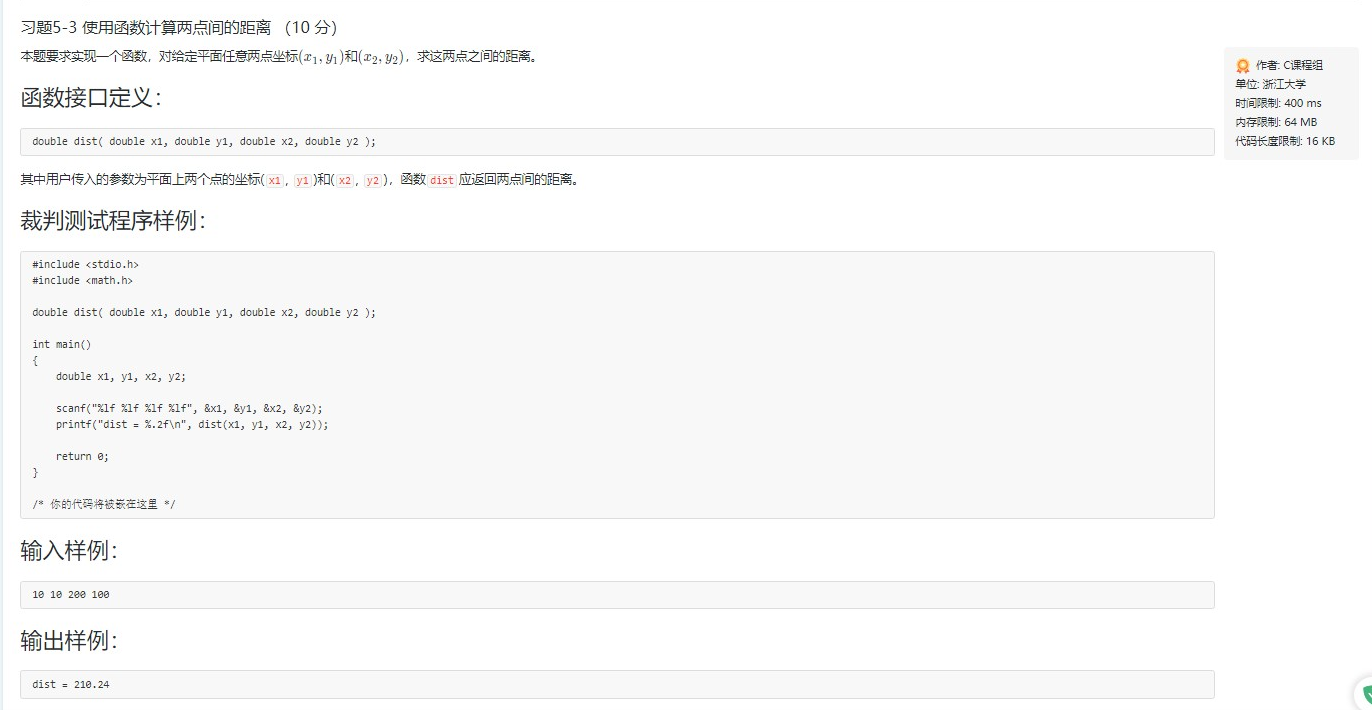 习题5-3 使用函数计算两点间的距离 （10 分）
本题要求实现一个函数，对给定平面任意两点坐标(x₁, y₁)和(x₂, y₂)，求这两点之间的距离。
函数接口定义：
double dist( double x1, double y1, double x2, double y2 );
其中用户传入的参数为平面上两个点的坐标(x1, y1)和(x2, y2)，函数dist应返回两点间的距离。
裁判测试程序样例：
#include <stdio.h>
#include <math.h>
double dist( double x1, double y1, double x2, double y2 );
int main()
{
    double x1, y1, x2, y2;
    scanf("%lf %lf %lf %lf", &x1, &y1, &x2, &y2);
    printf("dist = %.2f\n", dist(x1, y1, x2, y2));
    return 0;
}
/* 你的代码将被嵌在这里 */
输入样例：
10 10 200 100
输出样例：
dist = 210.24
作者: C课程组
单位: 浙江大学
时间限制: 400 ms
内存限制: 64 MB
代码长度限制: 16 KB